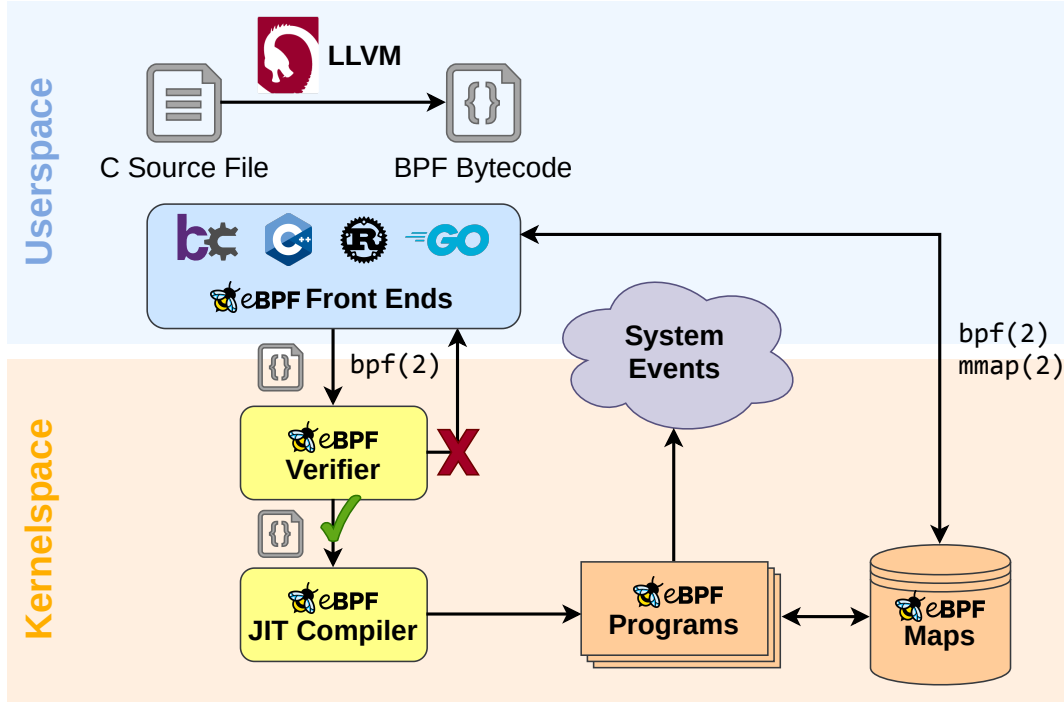 LLVM
C Source File
BPF Bytecode
Userspace
bc
C++
R
GO
eBPF Front Ends
{}
bpf(2)
System
Events
bpf(2)
mmap(2)
eBPF
Verifier
X
Kernelspace
{}
eBPF
JIT Compiler
eBPF
Programs
eBPF
Maps